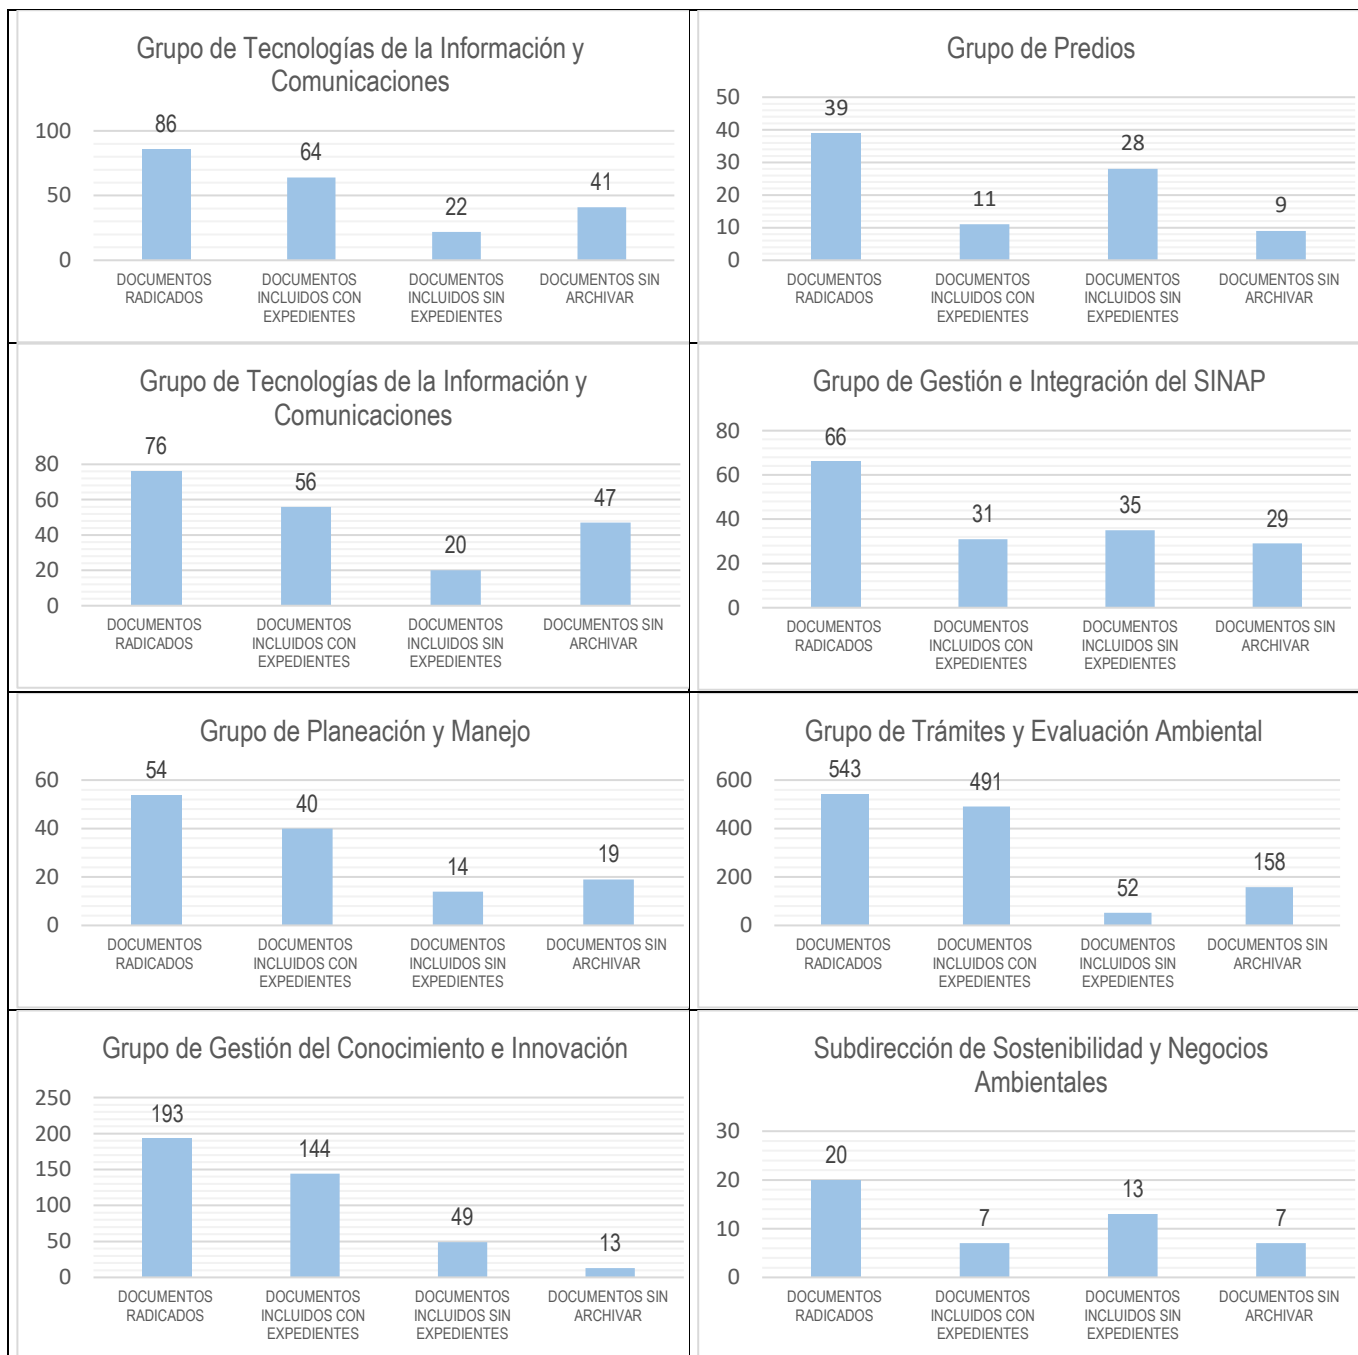 Grupo de Tecnologías de la Información y
Comunicaciones
100
50
0
86
64
22
41
DOCUMENTOS
RADICADOS
DOCUMENTOS
INCLUIDOS CON
EXPEDIENTES
DOCUMENTOS
INCLUIDOS SIN
EXPEDIENTES
DOCUMENTOS SIN
ARCHIVAR
Grupo de Predios
50
40
30
20
10
0
39
11
28
9
DOCUMENTOS
RADICADOS
DOCUMENTOS
INCLUIDOS CON
EXPEDIENTES
DOCUMENTOS
INCLUIDOS SIN
EXPEDIENTES
DOCUMENTOS SIN
ARCHIVAR
Grupo de Tecnologías de la Información y
Comunicaciones
80
60
40
20
0
76
56
20
47
DOCUMENTOS
RADICADOS
DOCUMENTOS
INCLUIDOS CON
EXPEDIENTES
DOCUMENTOS
INCLUIDOS SIN
EXPEDIENTES
DOCUMENTOS SIN
ARCHIVAR
Grupo de Gestión e Integración del SINAP
80
60
40
20
0
66
31
35
29
DOCUMENTOS
RADICADOS
DOCUMENTOS
INCLUIDOS CON
EXPEDIENTES
DOCUMENTOS
INCLUIDOS SIN
EXPEDIENTES
DOCUMENTOS SIN
ARCHIVAR
Grupo de Planeación y Manejo
60
40
20
0
54
40
14
19
DOCUMENTOS
RADICADOS
DOCUMENTOS
INCLUIDOS CON
EXPEDIENTES
DOCUMENTOS
INCLUIDOS SIN
EXPEDIENTES
DOCUMENTOS SIN
ARCHIVAR
Grupo de Trámites y Evaluación Ambiental
600
400
200
0
543
491
52
158
DOCUMENTOS
RADICADOS
DOCUMENTOS
INCLUIDOS CON
EXPEDIENTES
DOCUMENTOS
INCLUIDOS SIN
EXPEDIENTES
DOCUMENTOS SIN
ARCHIVAR
Grupo de Gestión del Conocimiento e Innovación
250
200
150
100
50
0
193
144
49
13
DOCUMENTOS
RADICADOS
DOCUMENTOS
INCLUIDOS CON
EXPEDIENTES
DOCUMENTOS
INCLUIDOS SIN
EXPEDIENTES
DOCUMENTOS SIN
ARCHIVAR
Subdirección de Sostenibilidad y Negocios
Ambientales
30
20
10
0
20
7
13
7
DOCUMENTOS
RADICADOS
DOCUMENTOS
INCLUIDOS CON
EXPEDIENTES
DOCUMENTOS
INCLUIDOS SIN
EXPEDIENTES
DOCUMENTOS SIN
ARCHIVAR